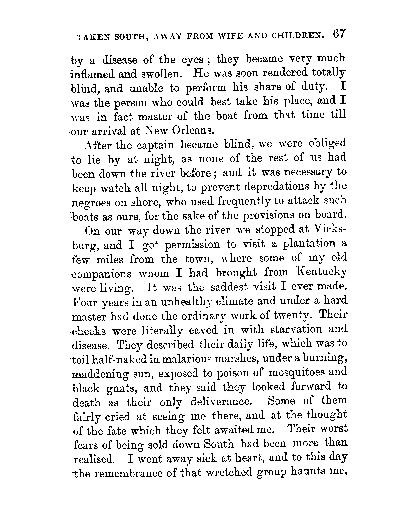 TAKEN SOUTH, AWAY FROM WIFE AND CHILDREN. 67
by a disease of the eyes; they became very much
inflamed and swollen. He was soon rendered totally
blind, and unable to perform his share of duty. I
was the person who could best take his place, and I
was in fact master of the boat from that time till
our arrival at New Orleans.
After the captain became blind, we were obliged
to lie by at night, as none of the rest of us had
been down the river before; and it was necessary to
keep watch all night, to prevent depredations by the
negroes on shore, who used frequently to attack such
boats as ours, for the sake of the provisions on board.
On our way down the river we stopped at Vicks-
burg, and I got permission to visit a plantation a
few miles from the town, where some of my old
companions whom I had brought from Kentucky
were living. It was the saddest visit I ever made.
Four years in an unhealthy climate and under a hard
master had done the ordinary work of twenty. Their
cheeks were literally caved in with starvation and
disease. They described their daily life, which was to
toil half-naked in malarious marshes, under a burning,
maddening sun, exposed to poison of mosquitoes and
black gnats, and they said they looked forward to
death as their only deliverance. Some of them
fairly cried at seeing me there, and at the thought
of the fate which they felt awaited me. Their worst
fears of being sold down South had been more than
realised. I went away sick at heart, and to this day
the remembrance of that wretched group haunts me.